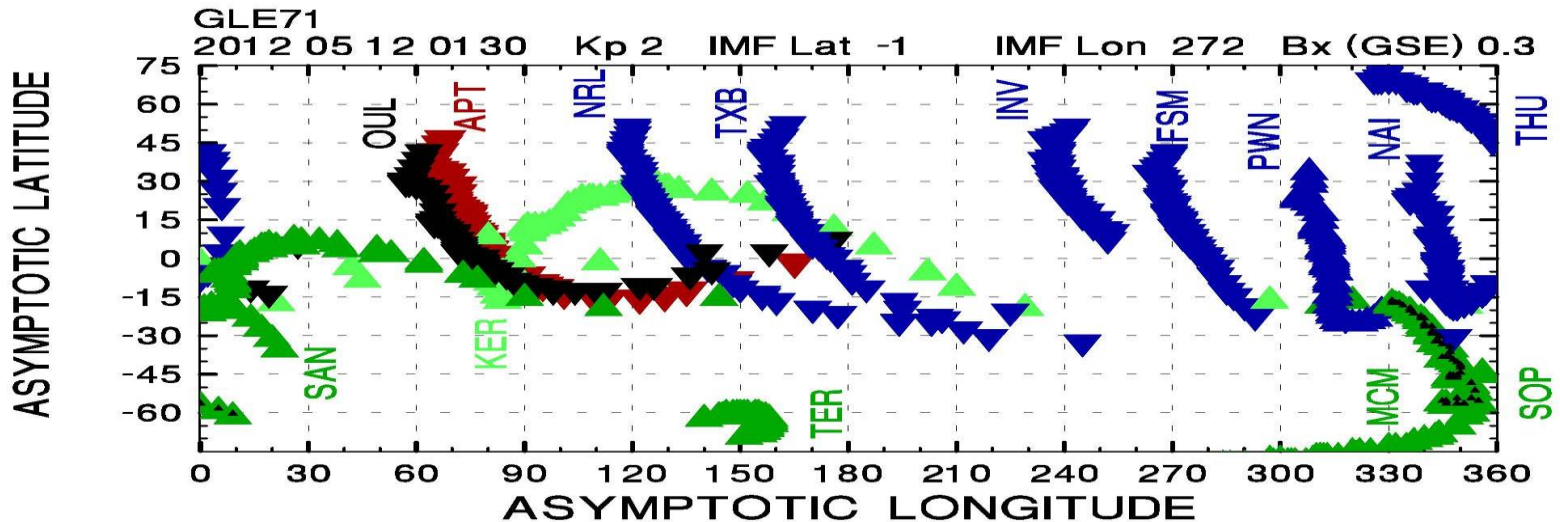 GLE71
2012 05 12 0130 Kp 2 IMF Lat -1 IMF Lon 272 Bx (GSE) 0.3
ASYMPTOTIC LATITUDE
75
60
45
30
15
0
-15
-30
-45
-60
OUL
APT
NRL
TXB
INV
FSM
PWN
NAI
THU
SAN
KER
TER
MCM
SOP
0 30 60 90 120 150 180 210 240 270 300 330 360
ASYMPTOTIC LONGITUDE